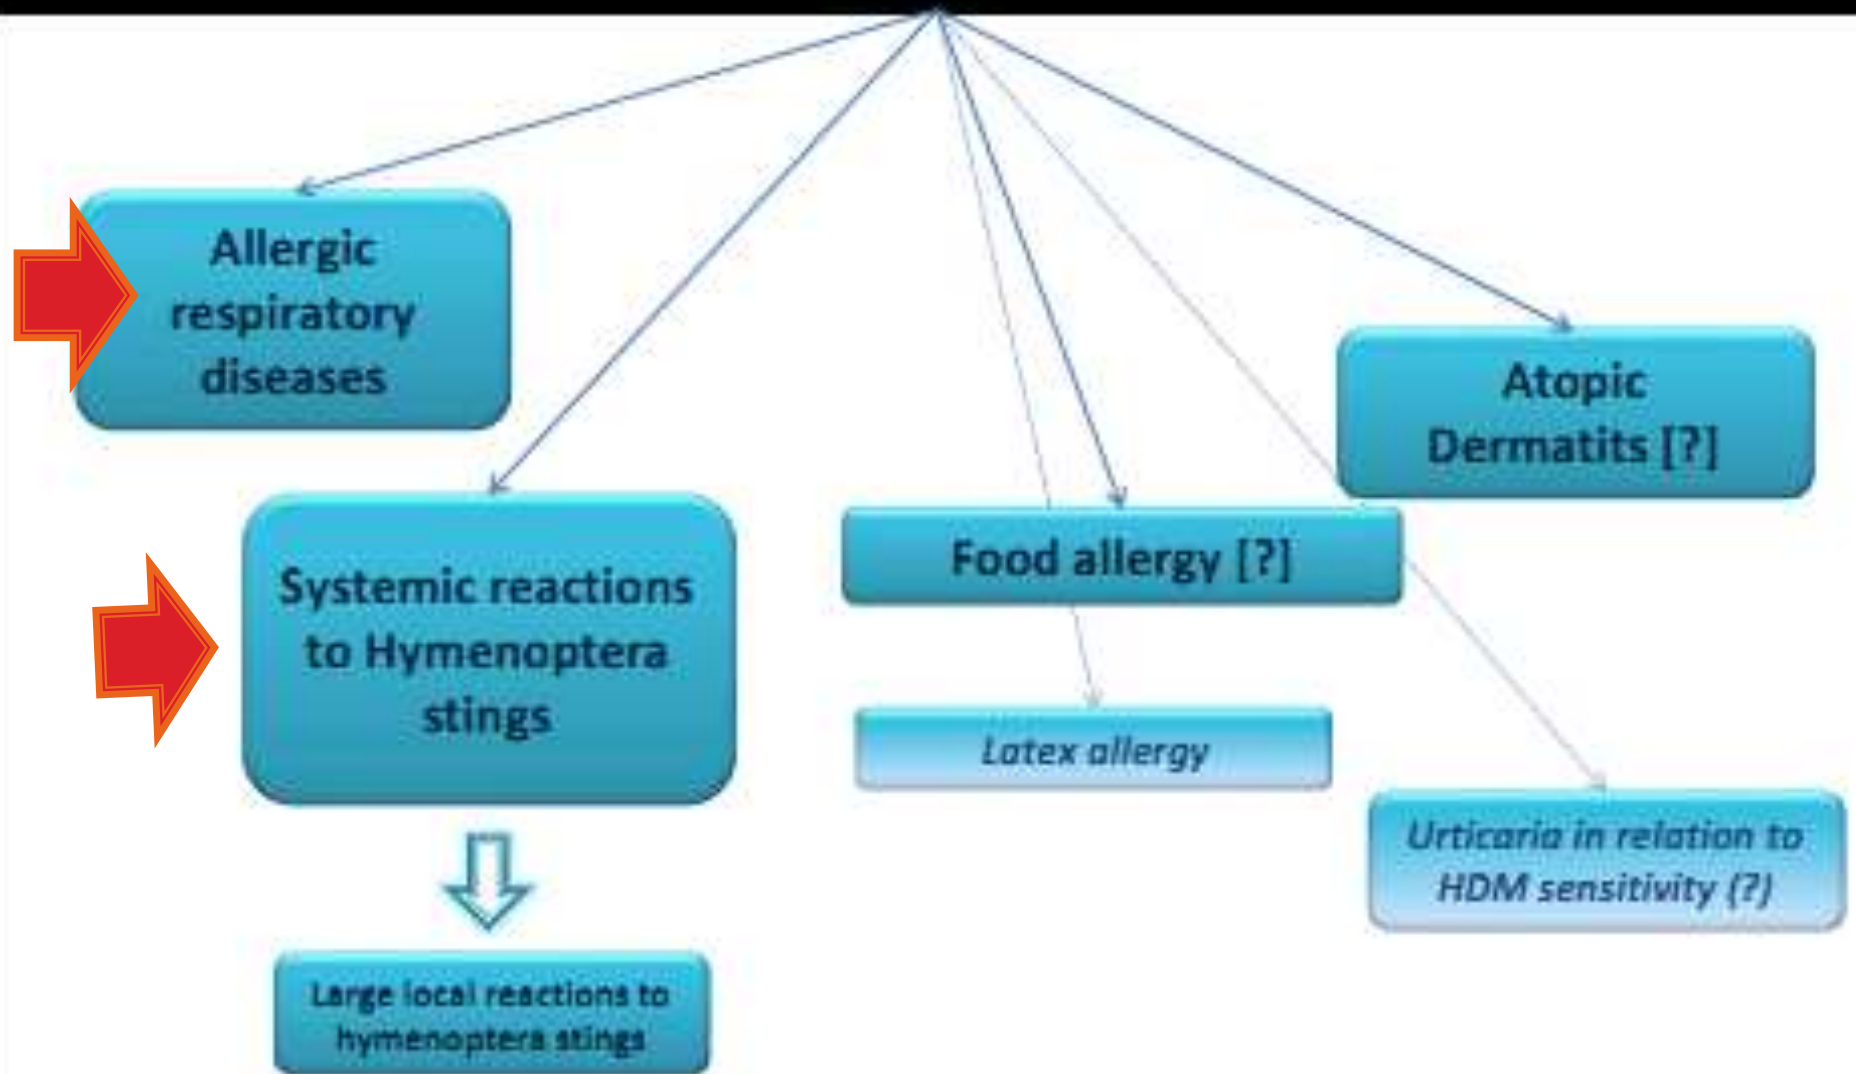 Allergic
respiratory
diseases
Atopic
Dermatits [?]
Systemic reactions
to Hymenoptera
stings
Food allergy [?]
Latex allergy
Urticaria in relation to
HDM sensitivity (?)
Large local reactions to
hymenoptera stings